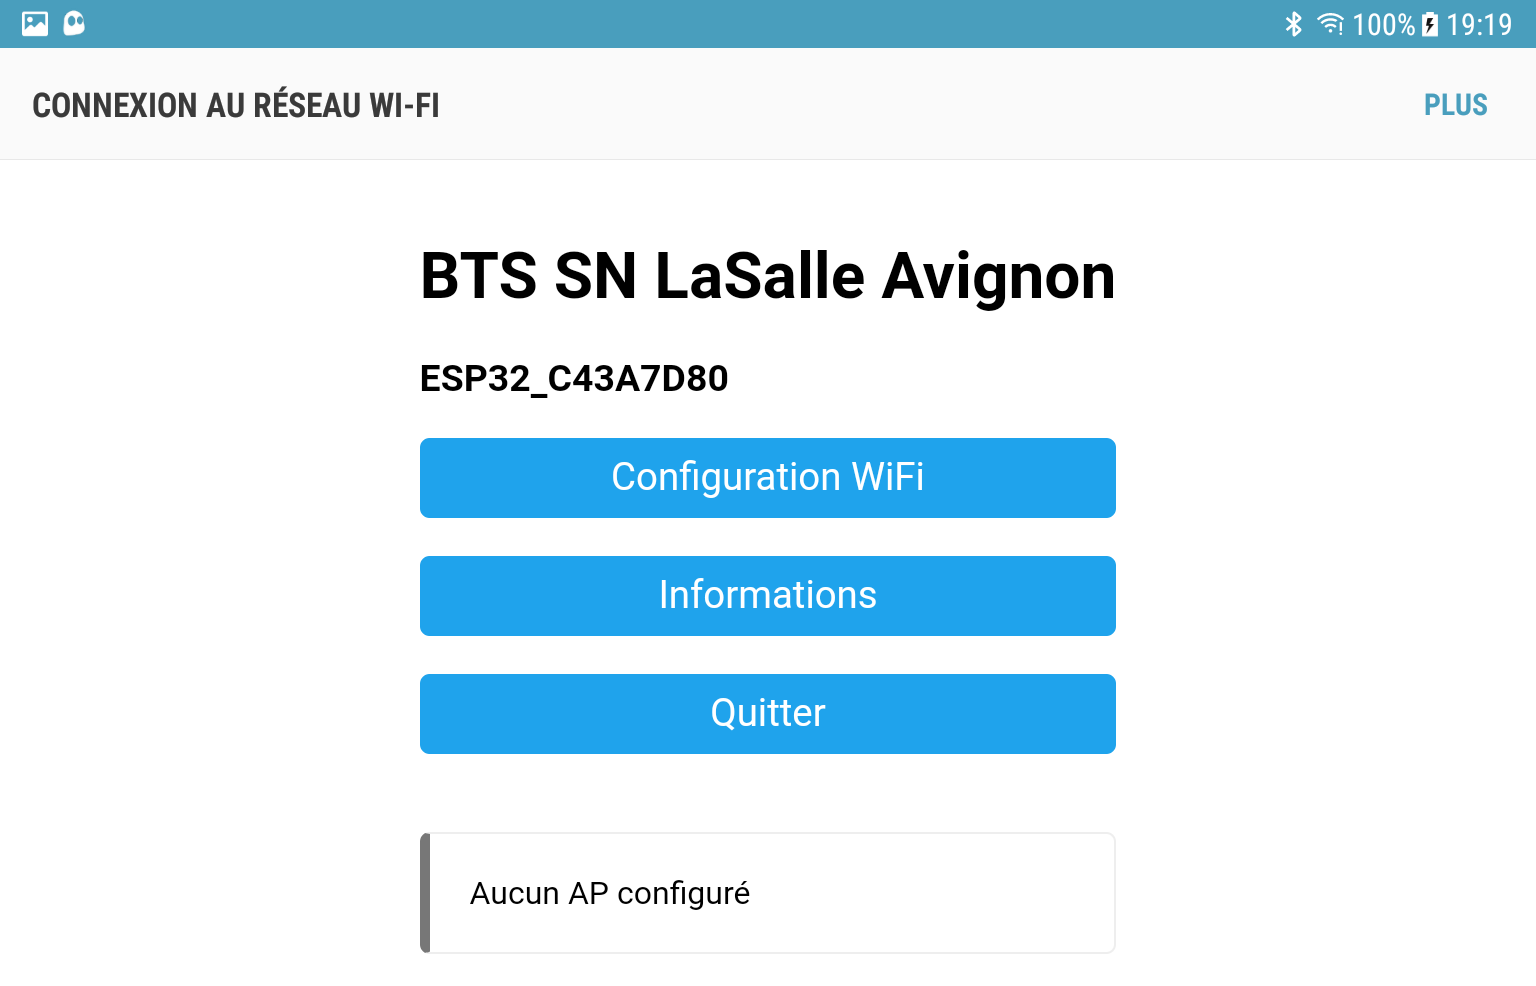 100% 19:19
CONNEXION AU RÉSEAU WI-FI PLUS
BTS SN LaSalle Avignon
ESP32_C43A7D80
Configuration WiFi
Informations
Quitter
Aucun AP configuré